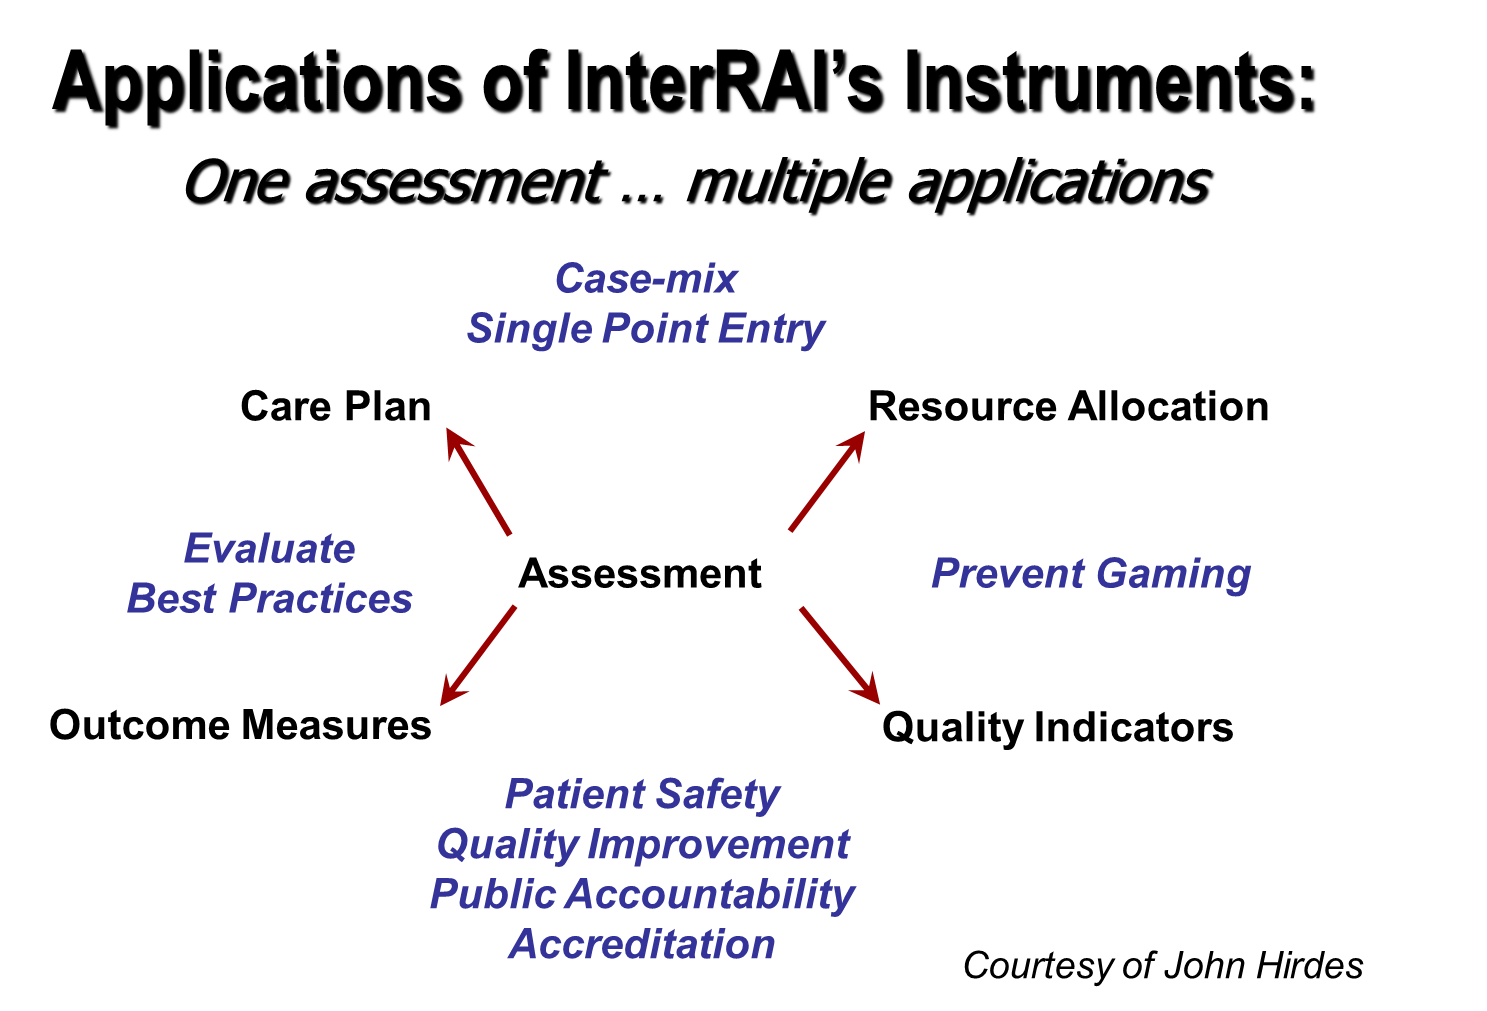 Applications of InterRAI’s Instruments:
One assessment ... multiple applications
Case-mix
Single Point Entry
Care Plan
Resource Allocation
Evaluate
Best Practices
Assessment
Prevent Gaming
Outcome Measures
Quality Indicators
Patient Safety
Quality Improvement
Public Accountability
Accreditation
Courtesy of John Hirdes